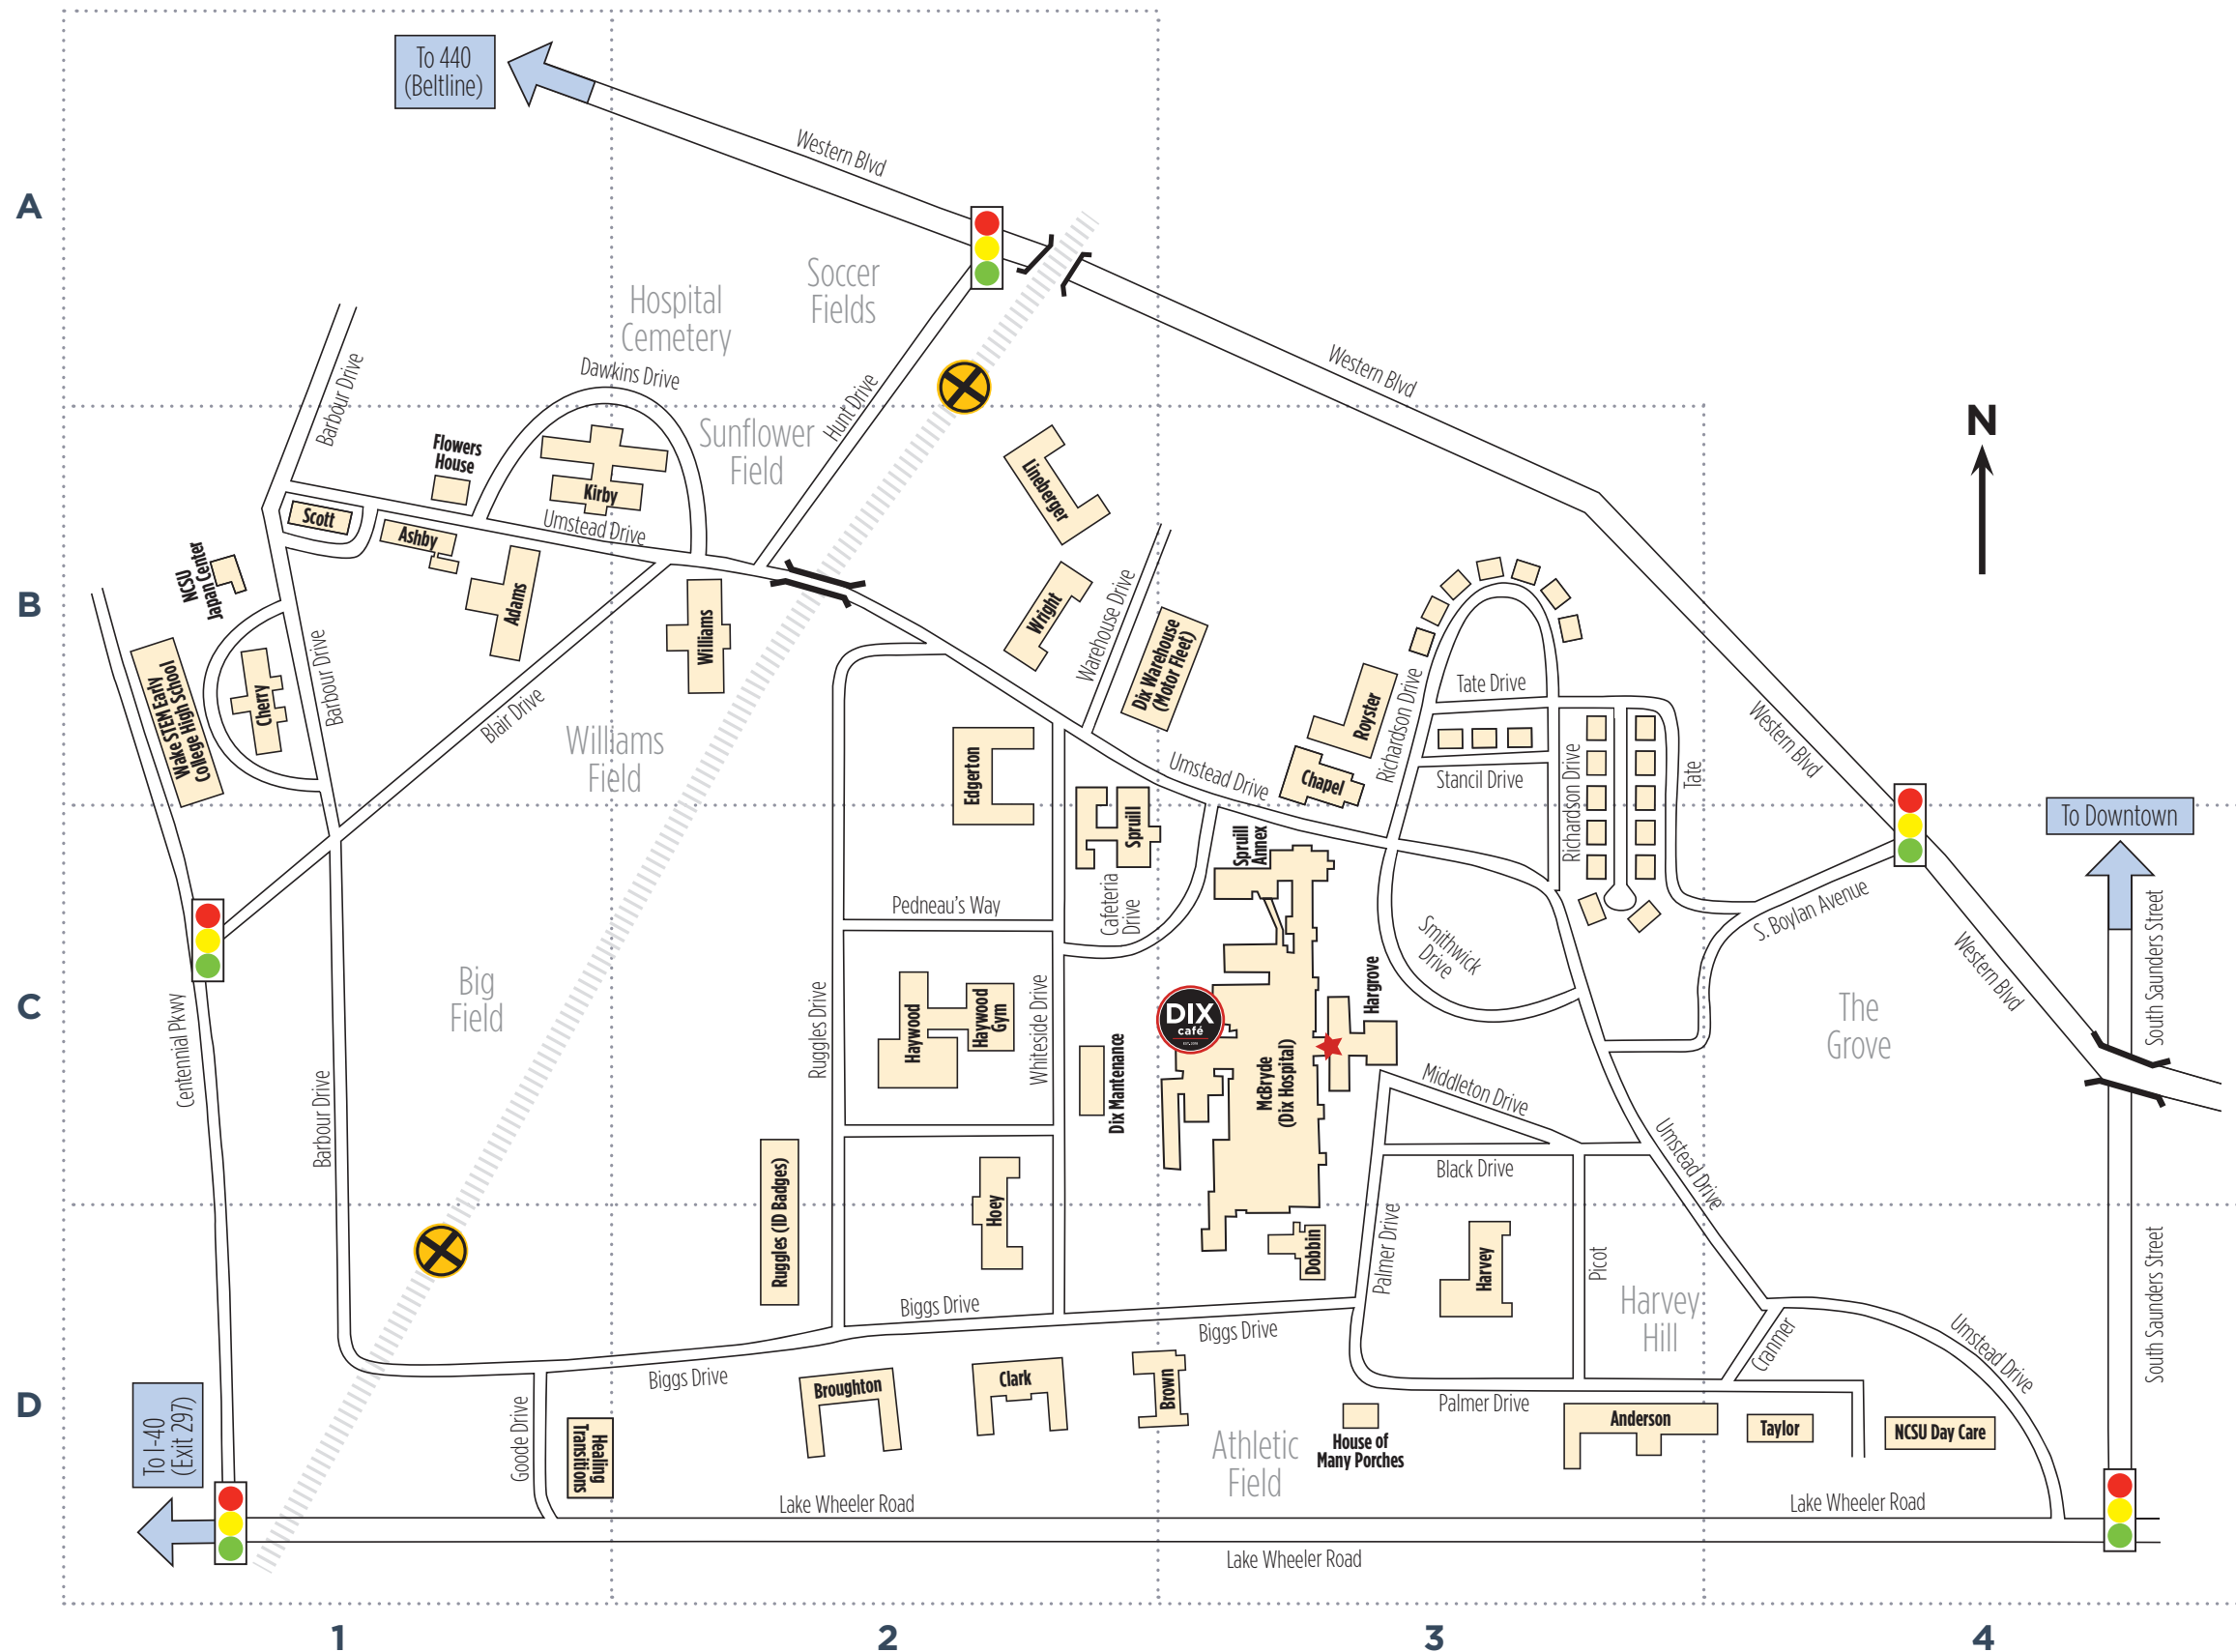 To 440
(Beltline)
Western Blvd
A
Soccer
Fields
Hospital
Cemetery
Dawkins Drive
Western Blvd
Barbour Drive
Hunt Drive
N
Flowers
House
Sunflower
Field
Kirby
Lineberger
Scott
Umstead Drive
Ashby
NCSU
Japan Center
Adams
B
Williams
Wright
Warehouse Drive
Dix Warehouse
(Motor Fleet)
Wake STEM Early
College High School
Cherry
Barbour Drive
Blair Drive
Williams
Field
Edgerton
Umstead Drive
Royster
Chapel
Richardson Drive
Tate Drive
Stancil Drive
Richardson Drive
Tate
Western Blvd
To Downtown
Spruill
Spruill
Annex
Cafeteria
Drive
Pedneau's Way
Smithwick
Drive
S. Boylan Avenue
South Saunders Street
Western Blvd
C
Centennial Pkwy
Big
Field
Ruggles Drive
Haywood
Haywood
Gym
Whiteside Drive
Dix Maintenance
DIX
café
McBryde
(Dix Hospital)
Hargrove
The
Grove
Barbour Drive
Middleton Drive
Black Drive
Umstead Drive
Ruggles (ID Badges)
Hoey
Dobbin
Palmer Drive
Harvey
Picot
Harvey
Hill
South Saunders Street
Biggs Drive
Biggs Drive
Biggs Drive
Cranmer
Umstead Drive
D
To I-40
(Exit 297)
Goode Drive
Healing
Transitions
Broughton
Clark
Brown
Athletic
Field
House of
Many Porches
Palmer Drive
Anderson
Taylor
NCSU Day Care
Lake Wheeler Road
Lake Wheeler Road
Lake Wheeler Road
1
2
3
4